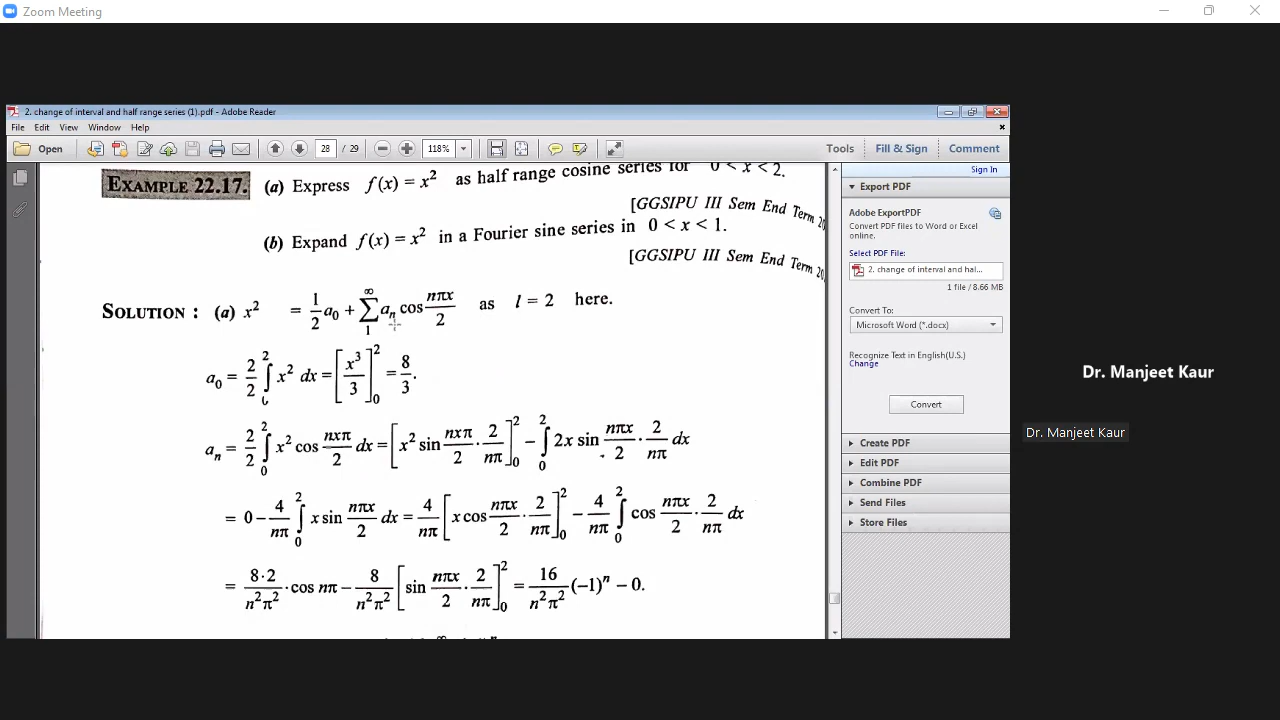 Zoom Meeting
2. change of interval and half range series (1).pdf - Adobe Reader
File Edit View Window Help
Open 28 / 29 118% Tools Fill & Sign Comment
Sign In
EXAMPLE 22.17. (a) Express f(x) = x² as half range cosine series for 0 < x < 2.
[GGSIPU III Sem End Term
(b) Expand f(x) = x² in a Fourier sine series in 0 < x < 1.
[GGSIPU III Sem End Term
SOLUTION : (a) x² = 1/2 a₀ + ∑₁^∞ aₙ cos nπx/2 as l = 2 here.
a₀ = 2/2 ∫₀² x² dx = [x³/3]₀² = 8/3.
aₙ = 2/2 ∫₀² x² cos nxπ/2 dx = [x² sin nxπ/2 · 2/nπ]₀² − ∫₀² 2x sin nπx/2 · 2/nπ dx
= 0 − 4/nπ ∫₀² x sin nπx/2 dx = 4/nπ [x cos nπx/2 · 2/nπ]₀² − 4/nπ ∫₀² cos nπx/2 · 2/nπ dx
= 8·2/n²π² · cos nπ − 8/n²π² [sin nπx/2 · 2/nπ]₀² = 16/n²π² (−1)ⁿ − 0.
Export PDF
Adobe ExportPDF
Convert PDF files to Word or Excel
online.
Select PDF File:
2. change of interval and hal...
1 file / 8.66 MB
Convert To:
Microsoft Word (*.docx)
Recognize Text in English(U.S.)
Change
Convert
Create PDF
Edit PDF
Combine PDF
Send Files
Store Files
Dr. Manjeet Kaur
Dr. Manjeet Kaur